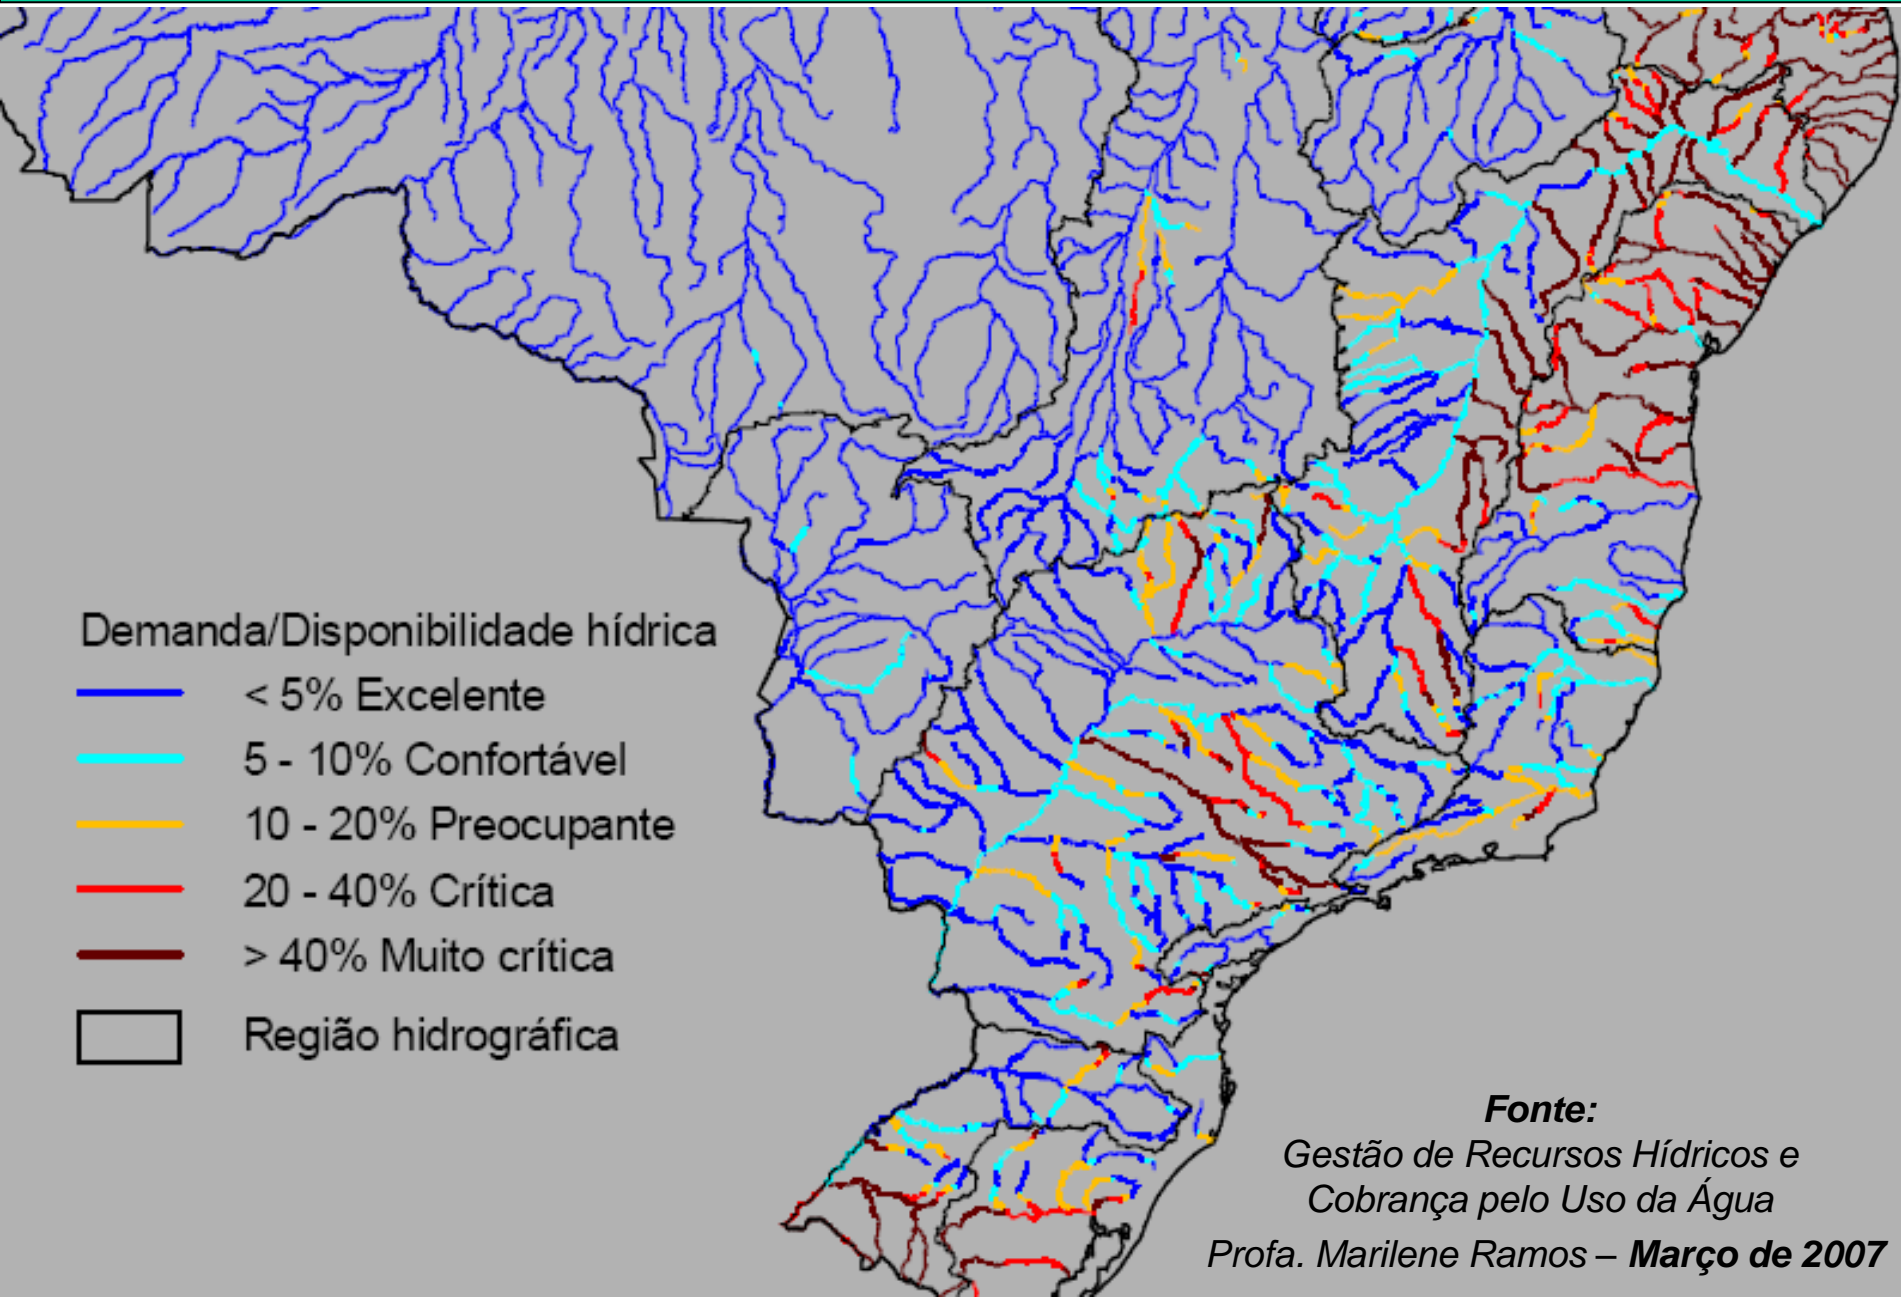 Demanda/Disponibilidade hídrica
< 5% Excelente
5 - 10% Confortável
10 - 20% Preocupante
20 - 40% Crítica
> 40% Muito crítica
Região hidrográfica
Fonte:
Gestão de Recursos Hídricos e
Cobrança pelo Uso da Água
Profa. Marilene Ramos – Março de 2007